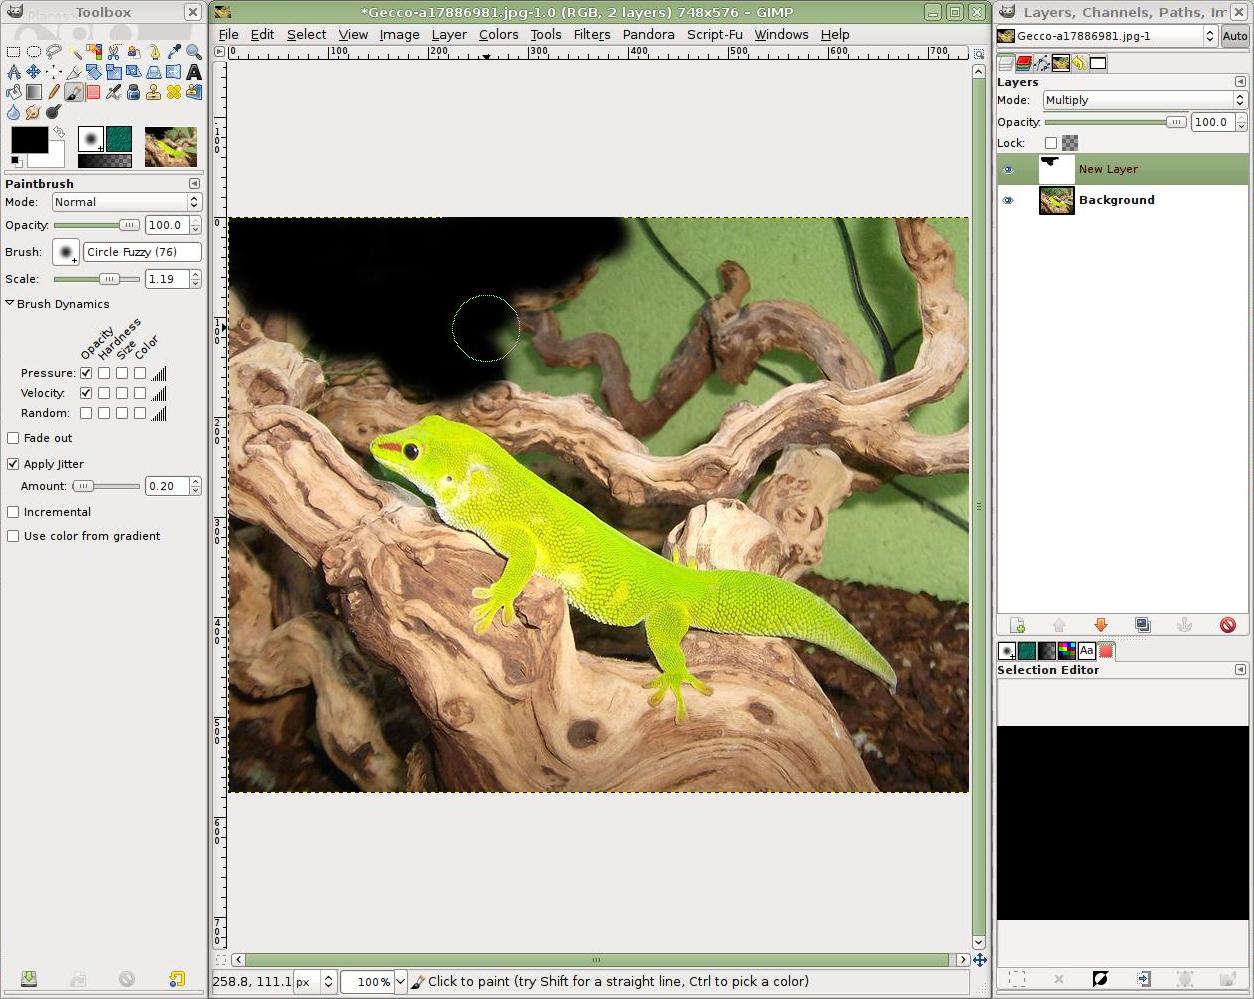 Toolbox
*Gecco-a17886981.jpg-1.0 (RGB, 2 layers) 748x576 – GIMP
Layers, Channels, Paths, Im
File Edit Select View Image Layer Colors Tools Filters Pandora Script-Fu Windows Help
Gecco-a17886981.jpg-1
Auto
0 100 200 300 400 500 600 700
Layers
Mode: Multiply
Opacity: 100.0
Lock:
New Layer
Background
Paintbrush
Mode: Normal
Opacity: 100.0
Brush: Circle Fuzzy (76)
Scale: 1.19
Brush Dynamics
Opacity
Hardness
Size
Color
Pressure:
Velocity:
Random:
Fade out
Apply Jitter
Amount: 0.20
Incremental
Use color from gradient
Aa
Selection Editor
258.8, 111.1 px 100% Click to paint (try Shift for a straight line, Ctrl to pick a color)